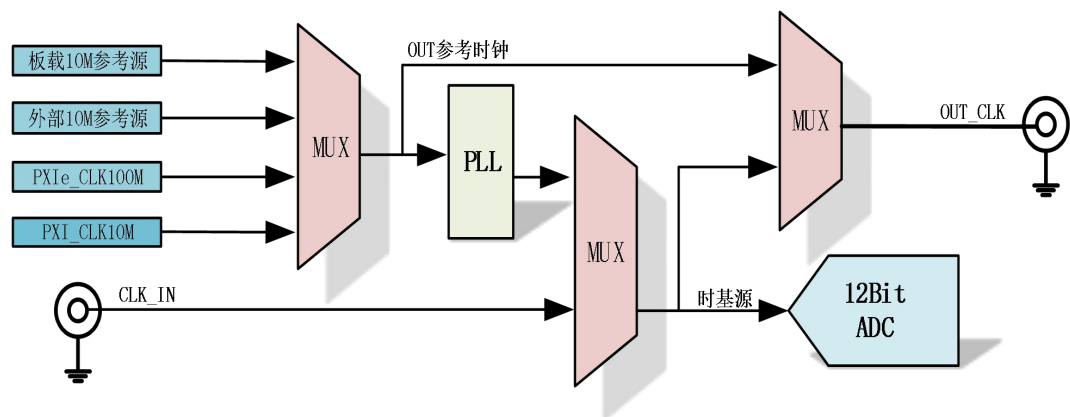 板载10M参考源
外部10M参考源
PXIe_CLK100M
PXI_CLK10M
MUX
OUT参考时钟
PLL
MUX
MUX
OUT_CLK
CLK_IN
时基源
12Bit
ADC